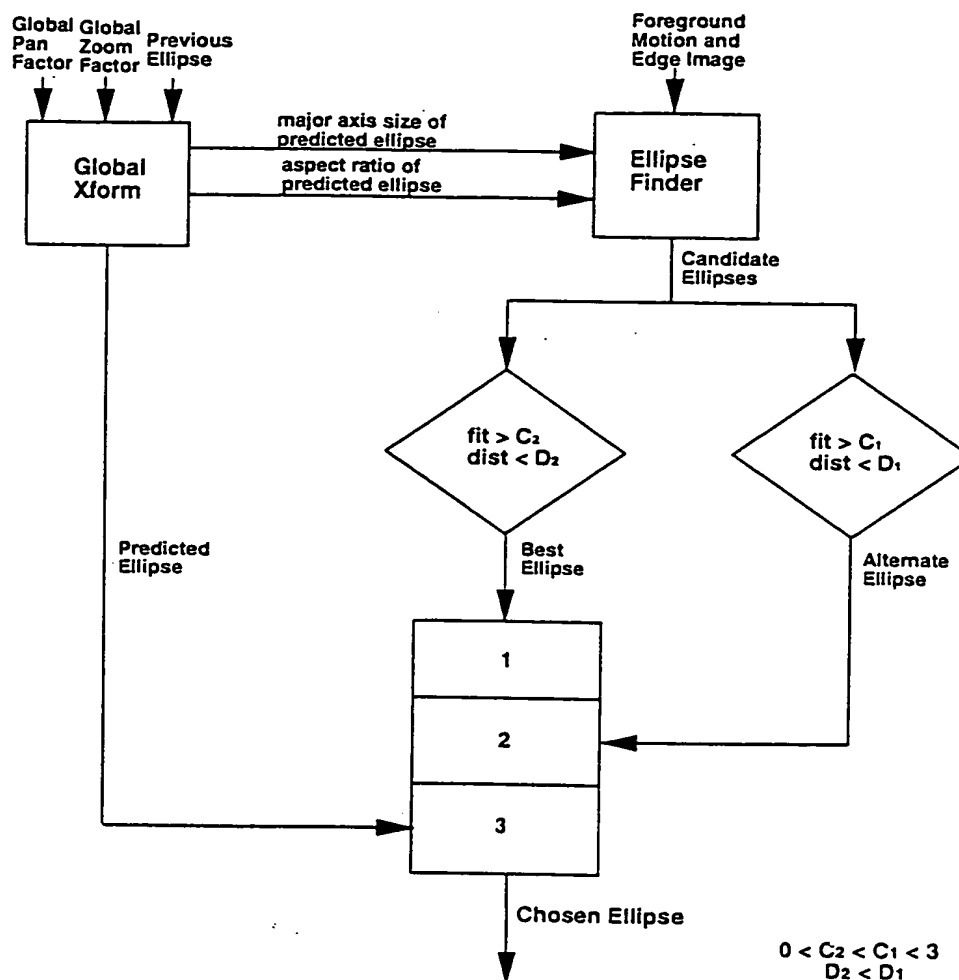 Global
Pan
Factor
Global
Zoom
Factor
Previous
Ellipse
Foreground
Motion and
Edge Image
Global
Xform
major axis size of
predicted ellipse
aspect ratio of
predicted ellipse
Ellipse
Finder
Candidate
Ellipses
fit > C₂
dist < D₂
fit > C₁
dist < D₁
Predicted
Ellipse
Best
Ellipse
Alternate
Ellipse
1
2
3
Chosen Ellipse
0 < C₂ < C₁ < 3
D₂ < D₁